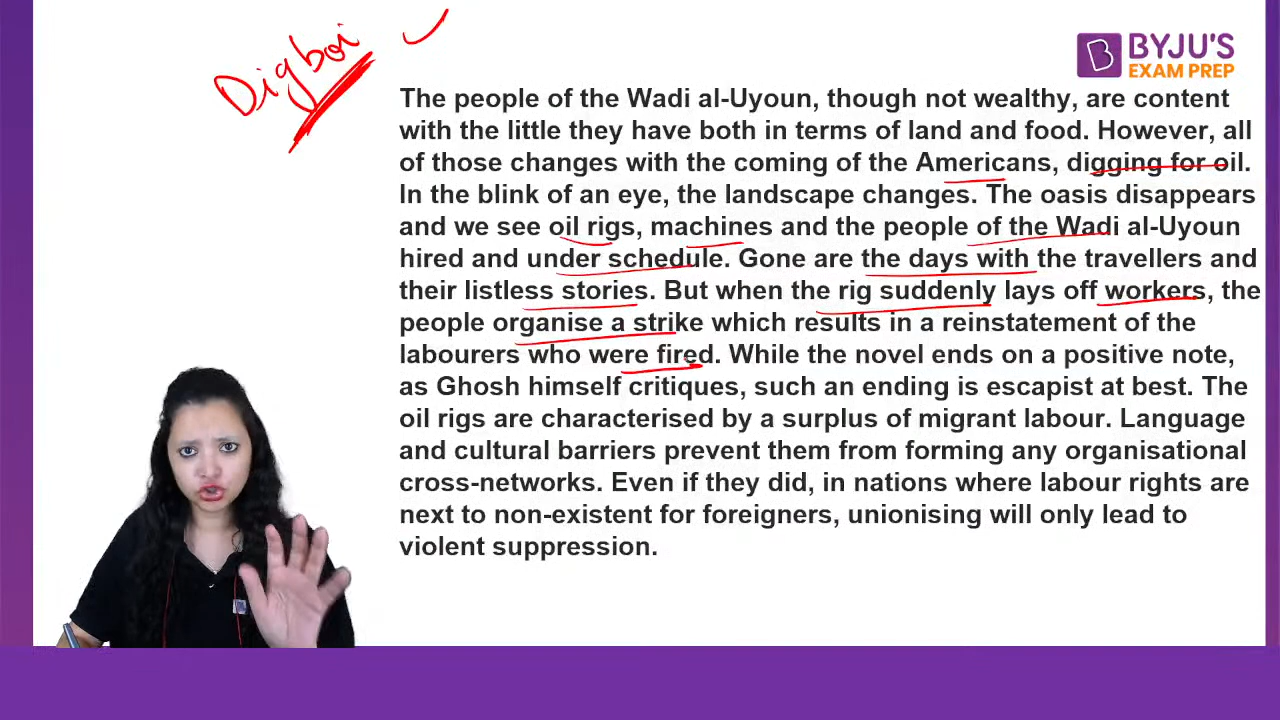 Digboi
BYJU'S
EXAM PREP
The people of the Wadi al-Uyoun, though not wealthy, are content
with the little they have both in terms of land and food. However, all
of those changes with the coming of the Americans, digging for oil.
In the blink of an eye, the landscape changes. The oasis disappears
and we see oil rigs, machines and the people of the Wadi al-Uyoun
hired and under schedule. Gone are the days with the travellers and
their listless stories. But when the rig suddenly lays off workers, the
people organise a strike which results in a reinstatement of the
labourers who were fired. While the novel ends on a positive note,
as Ghosh himself critiques, such an ending is escapist at best. The
oil rigs are characterised by a surplus of migrant labour. Language
and cultural barriers prevent them from forming any organisational
cross-networks. Even if they did, in nations where labour rights are
next to non-existent for foreigners, unionising will only lead to
violent suppression.